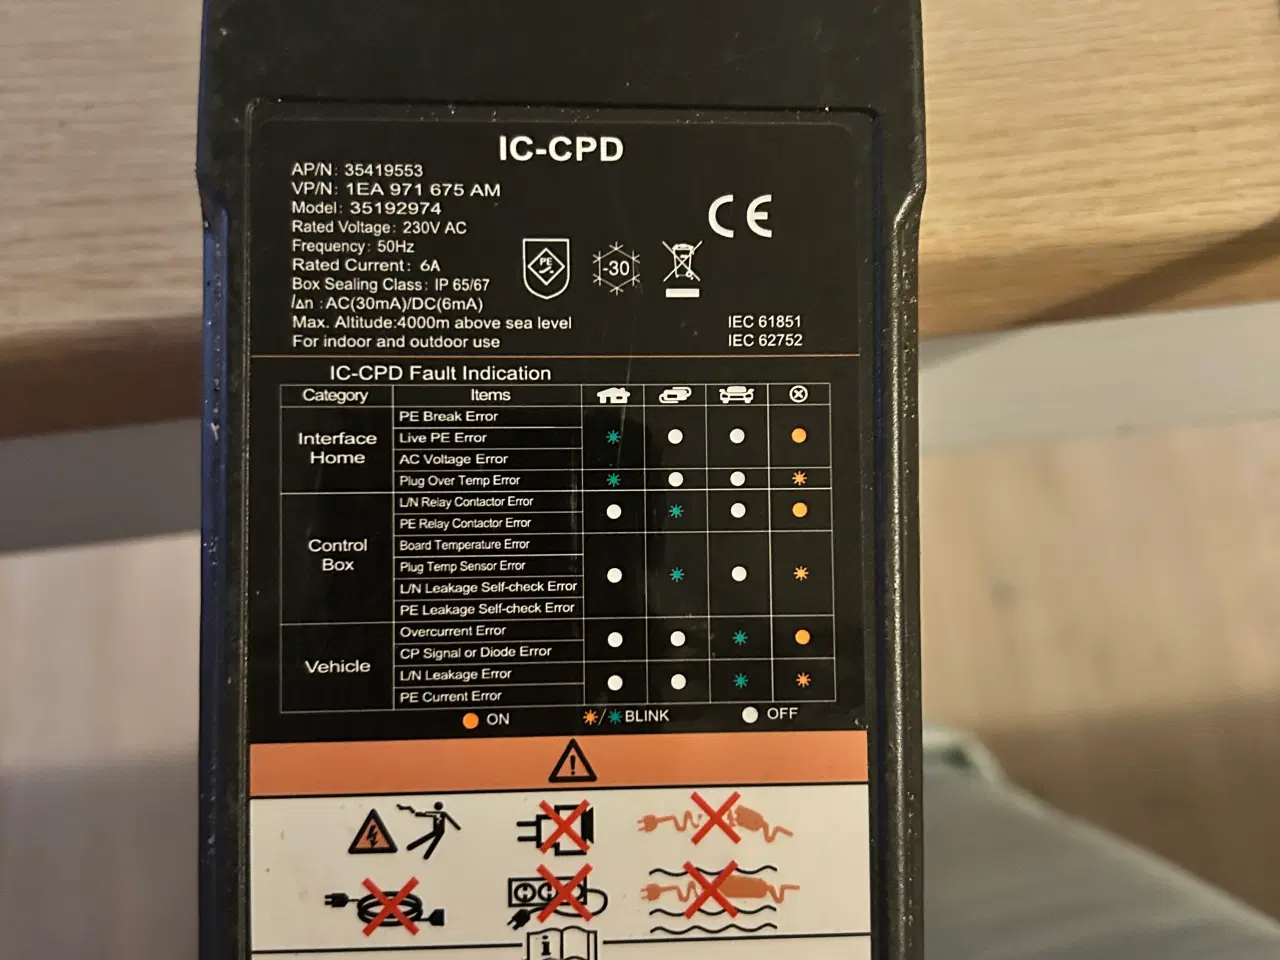 IC-CPD
AP/N: 35419553
VP/N: 1EA 971 675 AM
Model: 35192974
Rated Voltage: 230V AC
Frequency: 50Hz
Rated Current: 6A
Box Sealing Class: IP 65/67
IΔn :AC(30mA)/DC(6mA)
Max. Altitude:4000m above sea level
For indoor and outdoor use
CE
PE
-30
IEC 61851
IEC 62752
IC-CPD Fault Indication
Category Items
Interface Home
PE Break Error
Live PE Error
AC Voltage Error
Plug Over Temp Error
Control Box
L/N Relay Contactor Error
PE Relay Contactor Error
Board Temperature Error
Plug Temp Sensor Error
L/N Leakage Self-check Error
PE Leakage Self-check Error
Vehicle
Overcurrent Error
CP Signal or Diode Error
L/N Leakage Error
PE Current Error
ON / BLINK OFF
i